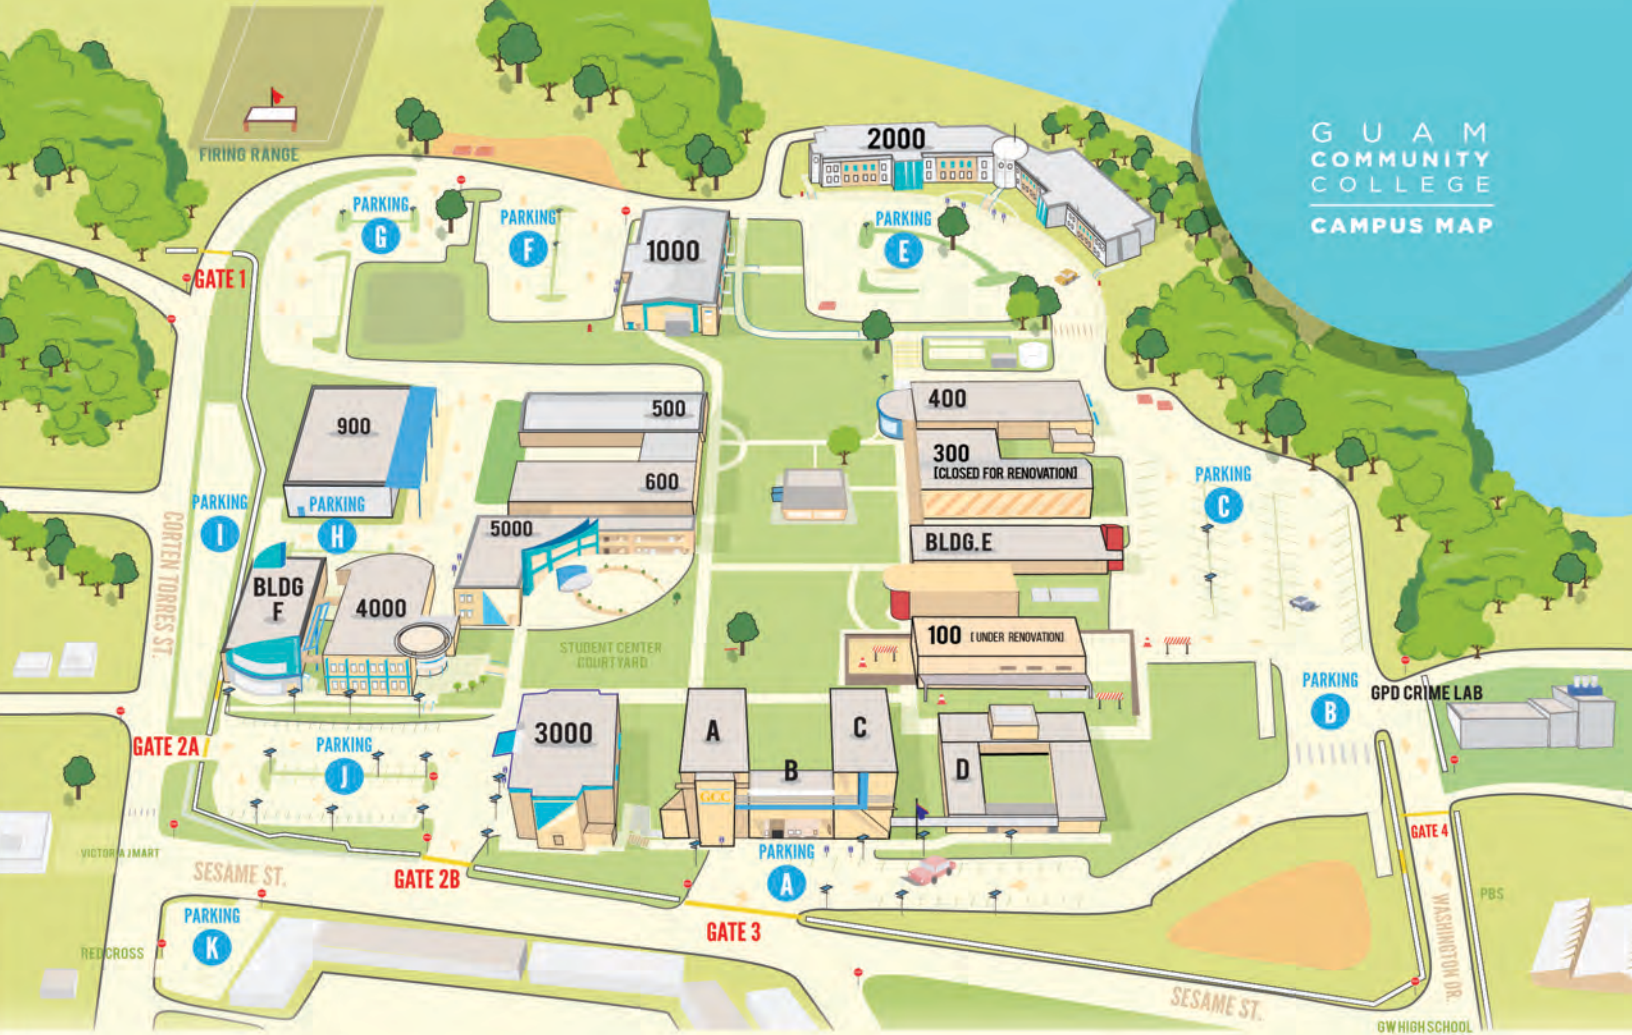 GUAM
COMMUNITY
COLLEGE
CAMPUS MAP
2000
FIRING RANGE
PARKING
G
PARKING
F
1000
PARKING
E
GATE 1
900
500
400
600
300
[CLOSED FOR RENOVATION]
PARKING
I
PARKING
H
5000
PARKING
C
BLDG. E
CORTEN TORRES ST.
BLDG
F
4000
STUDENT CENTER
COURTYARD
100 [UNDER RENOVATION]
PARKING
B
GPD CRIME LAB
3000
A
B
C
D
GCC
GATE 2A
PARKING
J
GATE 4
VICTORIA JMART
SESAME ST.
GATE 2B
PARKING
A
PBS
WASHINGTON DR.
PARKING
K
GATE 3
REDCROSS
SESAME ST.
GW HIGH SCHOOL